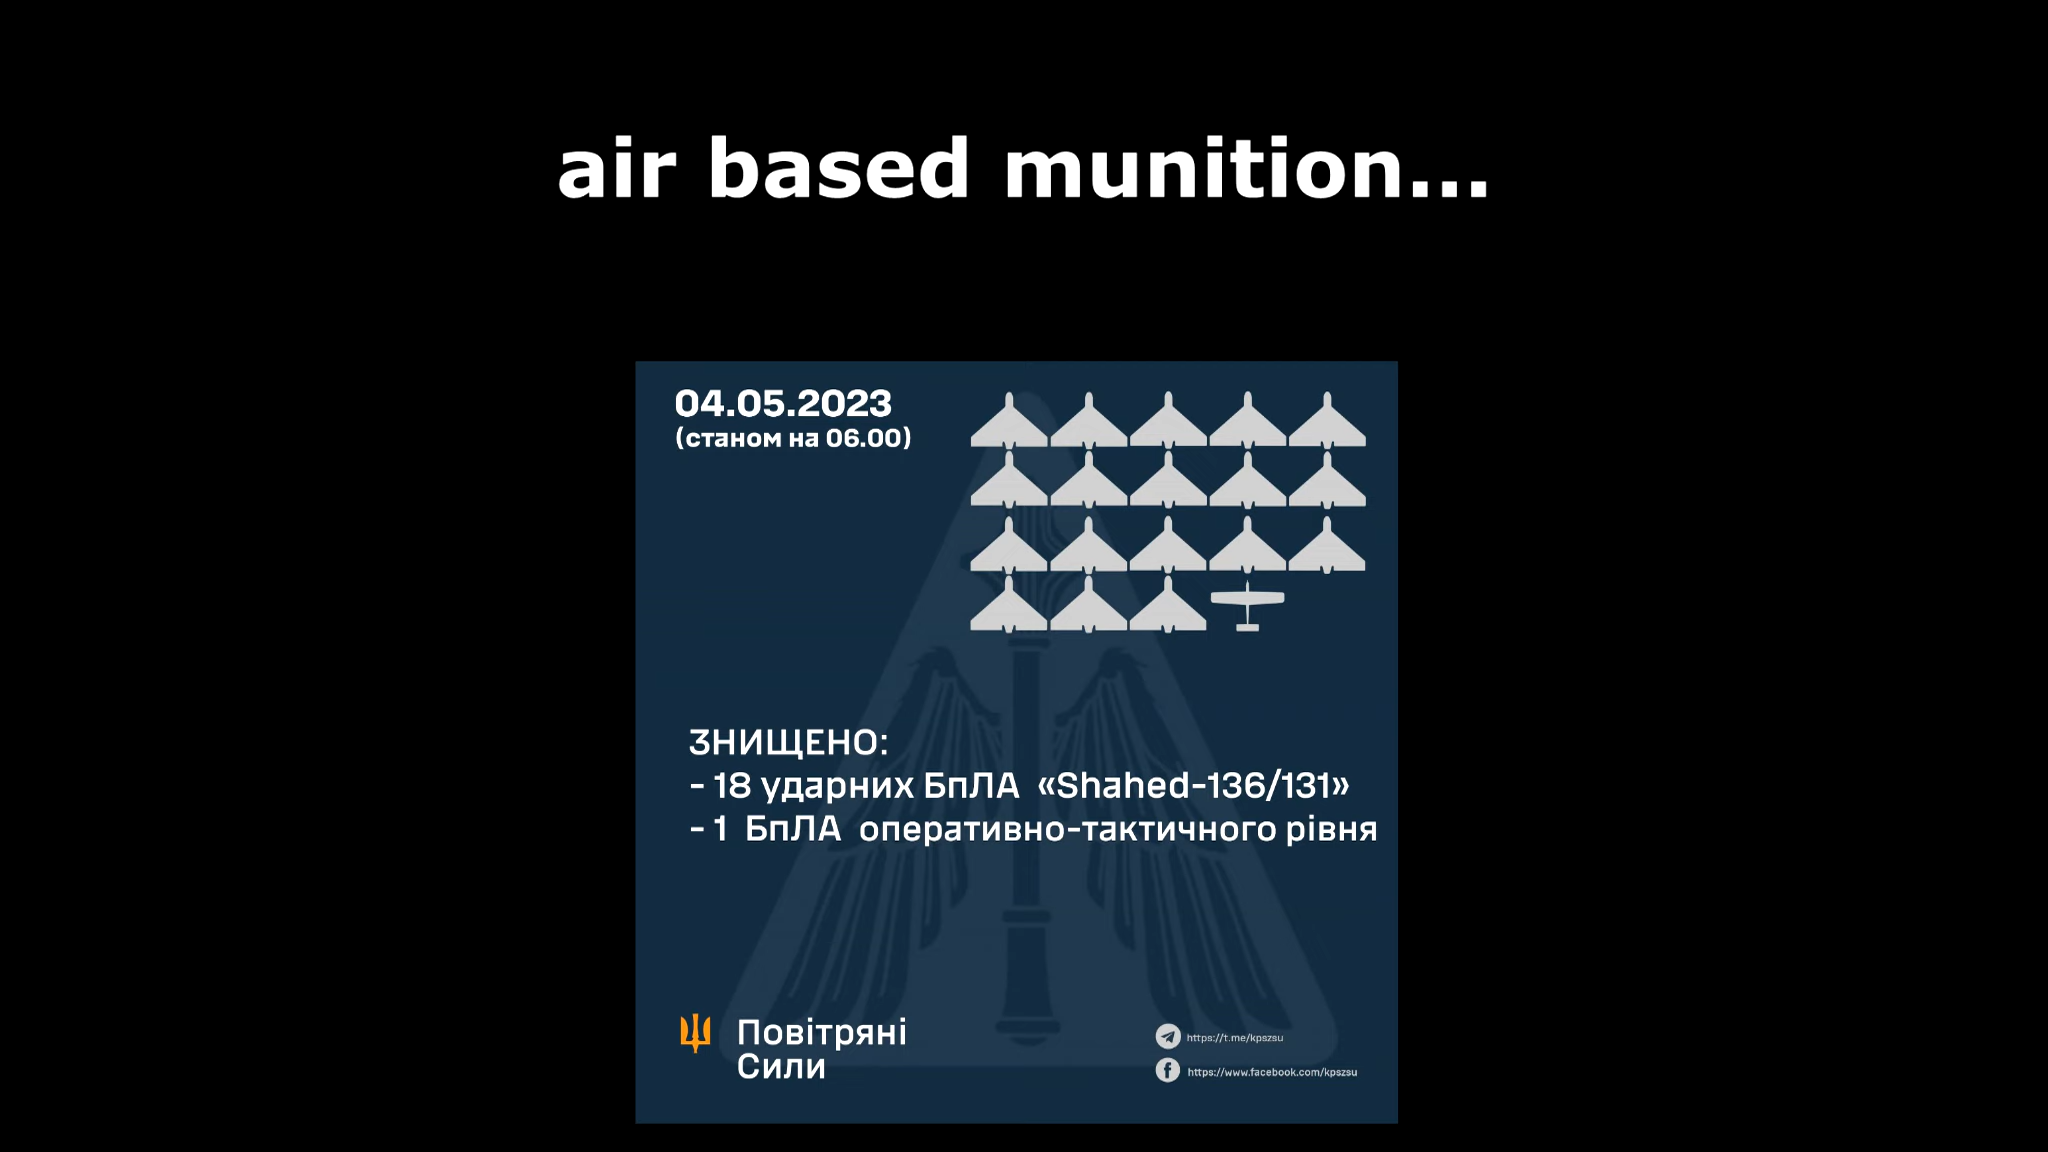 air based munition...
04.05.2023
(станом на 06.00)
ЗНИЩЕНО:
- 18 ударних БпЛА «Shahed-136/131»
- 1 БпЛА оперативно-тактичного рівня
Повітряні
Сили
https://t.me/kpszsu
https://www.facebook.com/kpszsu